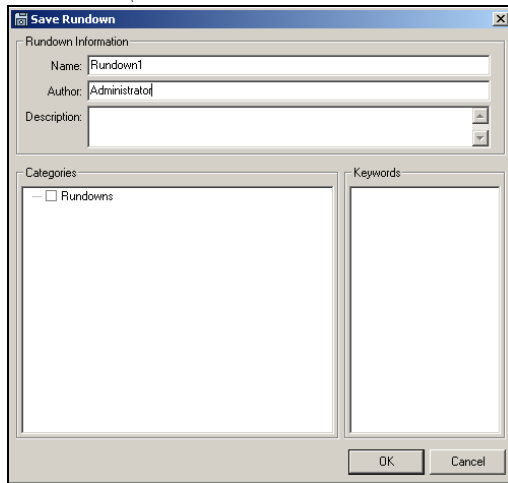 Save Rundown
Rundown Information
Name: Rundown1
Author: Administrator
Description:
Categories
Keywords
Rundowns
OK
Cancel